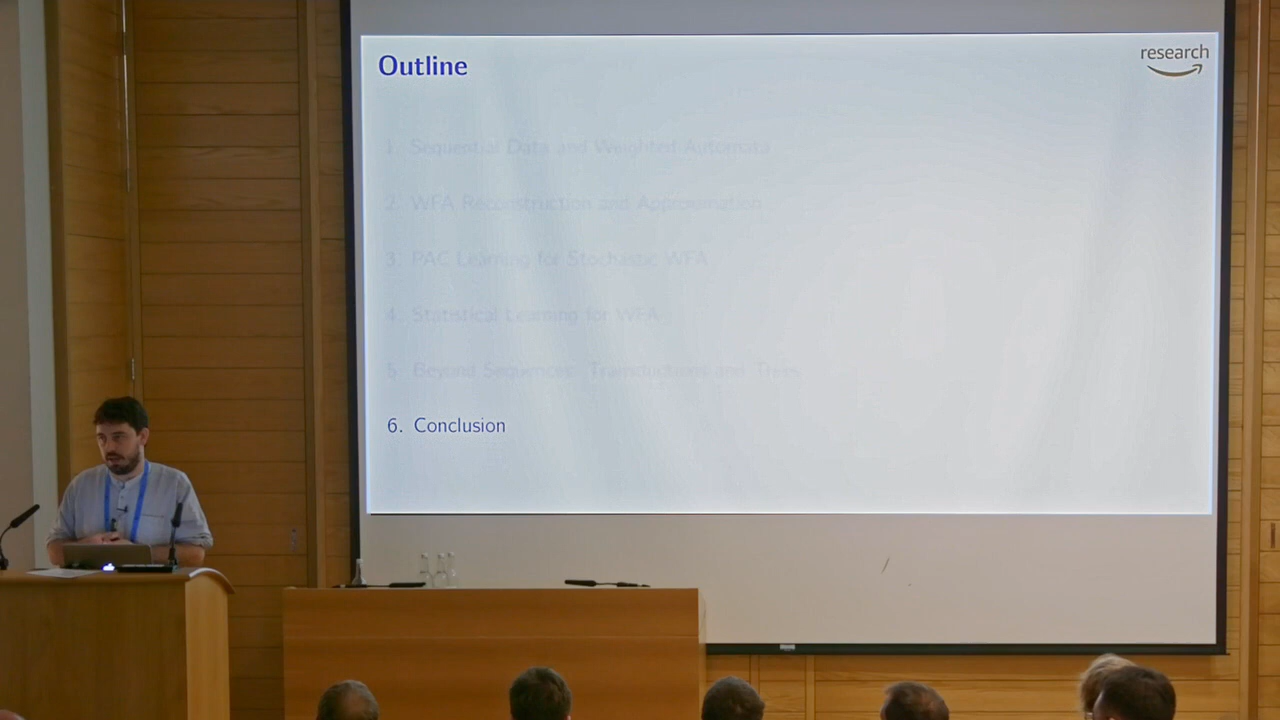 Outline
research
1. Sequential Data and Weighted Automata
2. WFA Reconstruction and Approximation
3. PAC Learning for Stochastic WFA
4. Statistical Learning for WFA
5. Beyond Sequences: Transductions and Trees
6. Conclusion